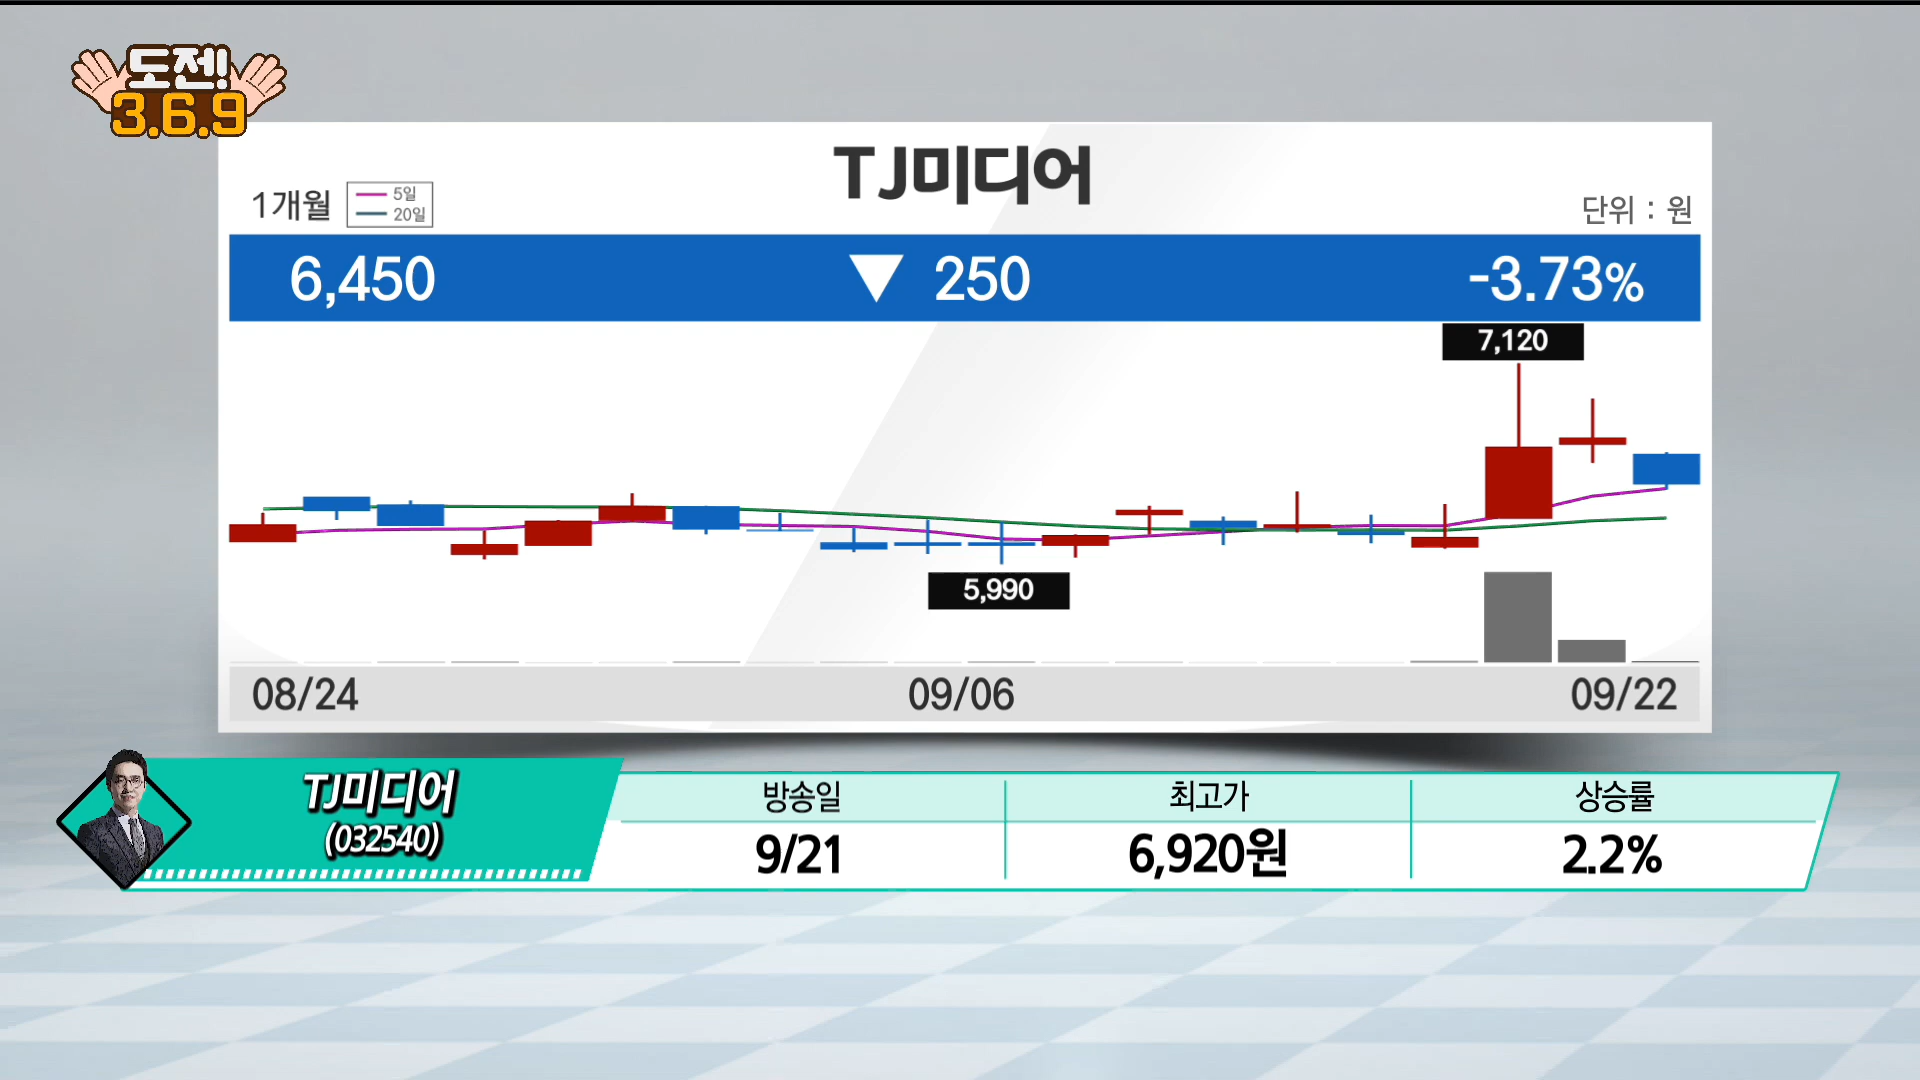 도젠!
3.6.9
TJ미디어
1개월
5일
20일
단위 : 원
6,450 ▼ 250 -3.73%
7,120
5,990
08/24 09/06 09/22
TJ미디어
(032540)
방송일 최고가 상승률
9/21 6,920원 2.2%